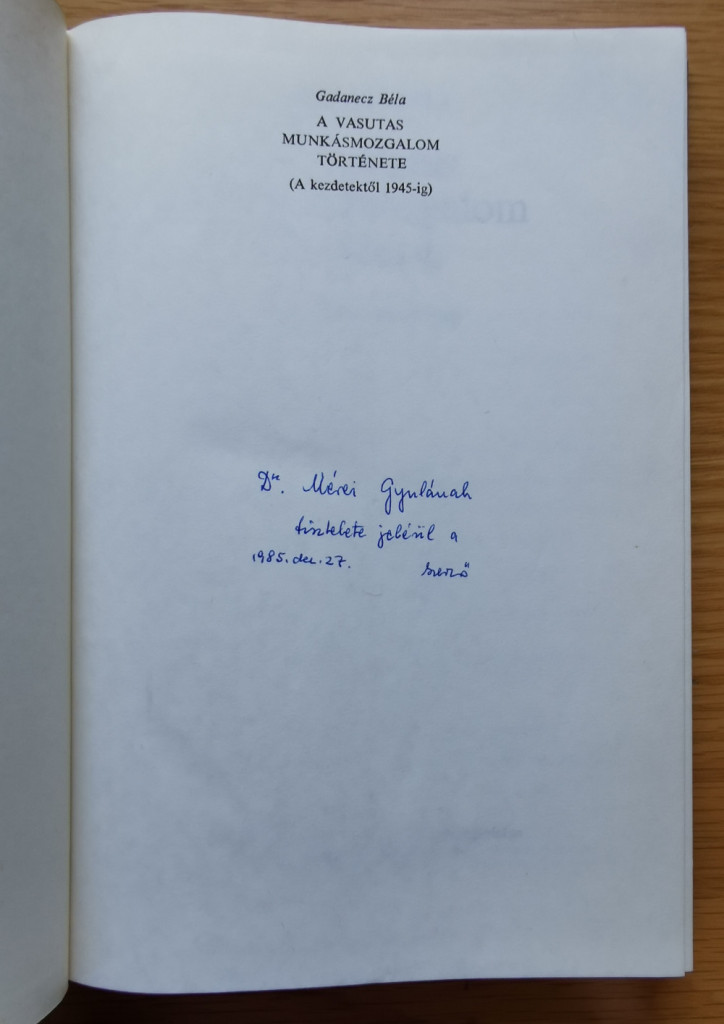 Gadanecz Béla
A VASUTAS
MUNKÁSMOZGALOM
TÖRTÉNETE
(A kezdetektől 1945-ig)
Dr. Mérei Gyulának
tisztelete jeléül a
1985. dec. 27. szerző